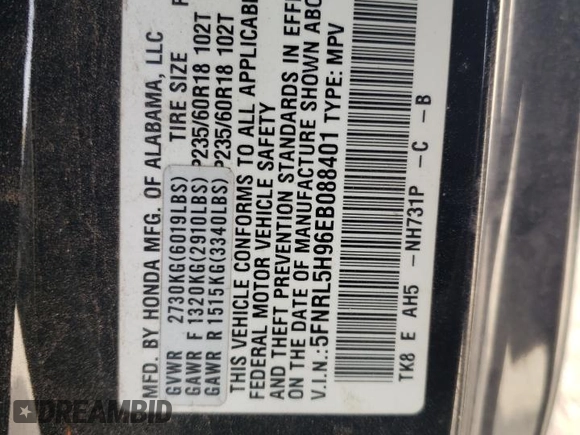 MFD. BY HONDA MFG. OF ALABAMA, LLC
TIRE SIZE
GVWR 2730KG(6019LBS)
GAWR F 1320KG(2910LBS) P235/60R18 102T
GAWR R 1515KG(3340LBS) P235/60R18 102T
THIS VEHICLE CONFORMS TO ALL APPLICABLE
FEDERAL MOTOR VEHICLE SAFETY
AND THEFT PREVENTION STANDARDS IN EFFE
ON THE DATE OF MANUFACTURE SHOWN ABO
V.I.N.:5FNRL5H96EB088401 TYPE: MPV
TK8 E AH5 -NH731P -C -B
DREAMBID